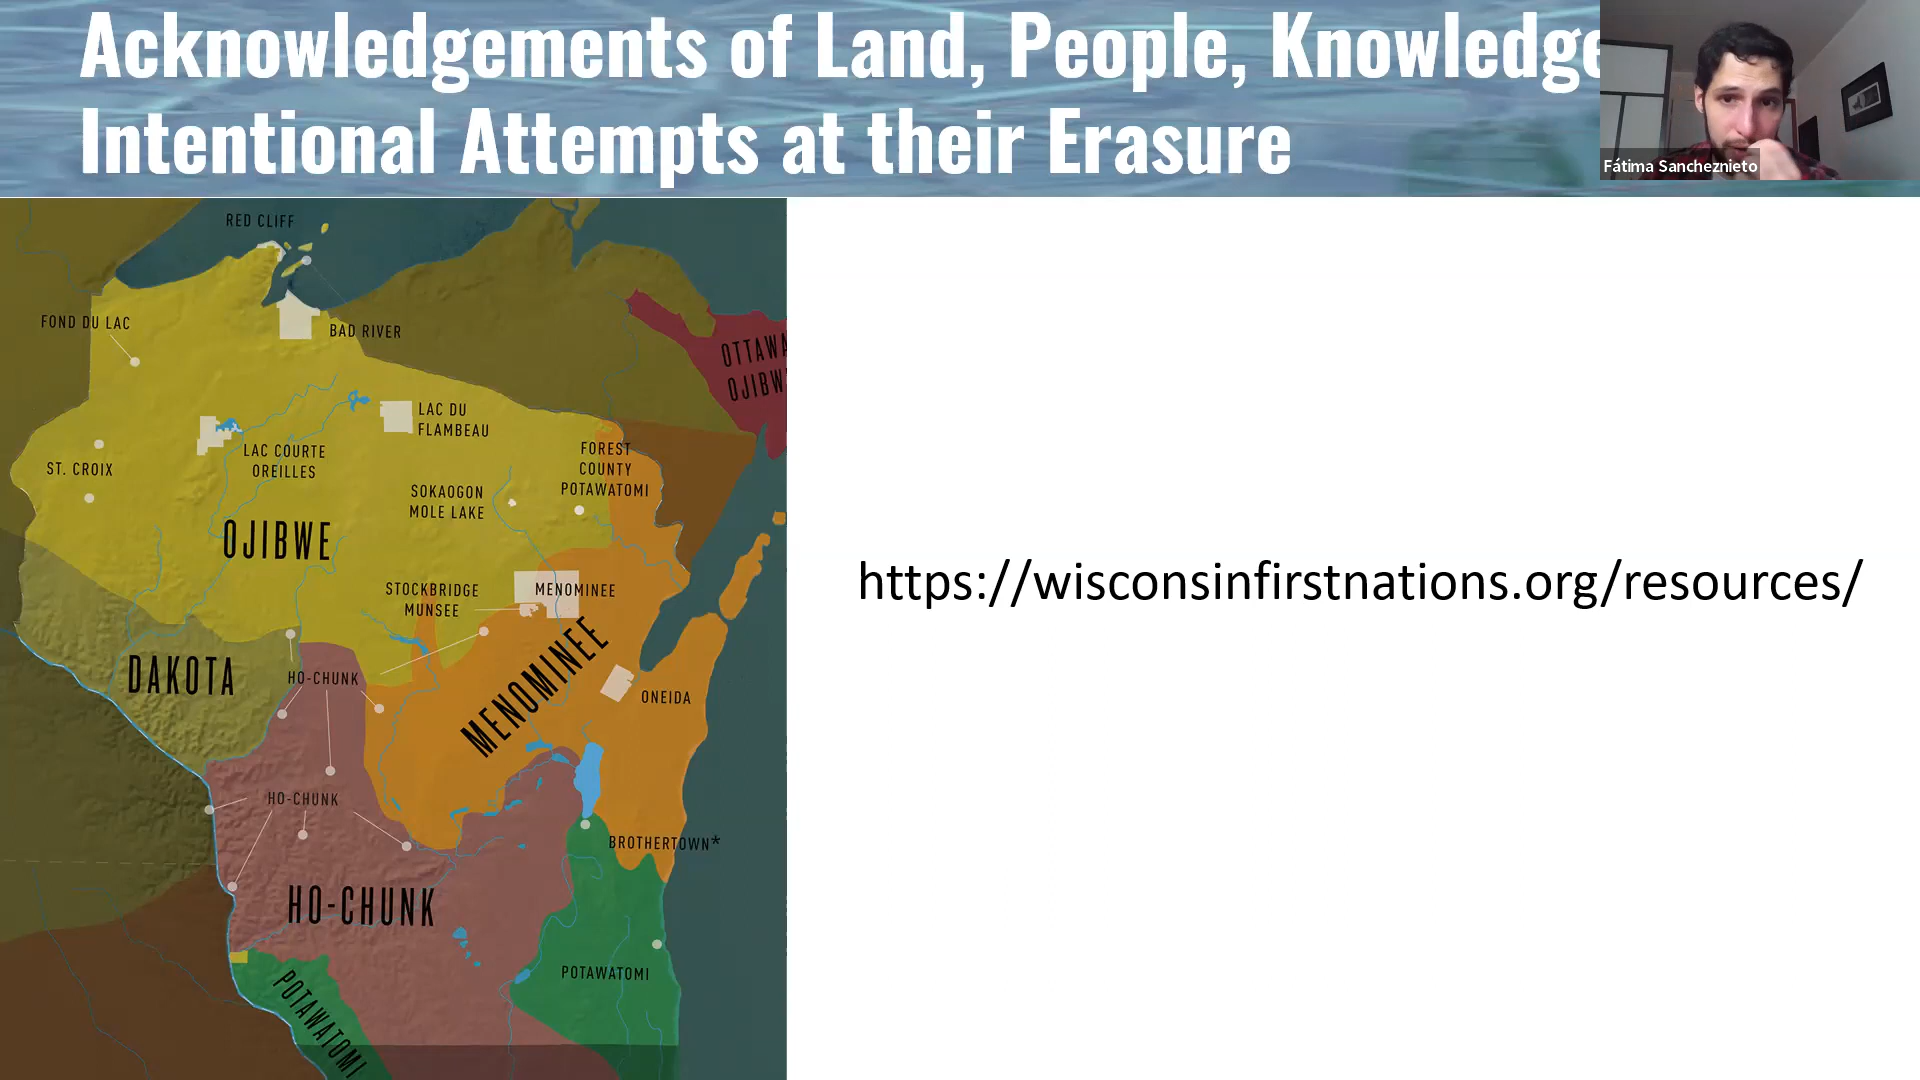 Acknowledgements of Land, People, Knowledge
Intentional Attempts at their Erasure
Fátima Sancheznieto
RED CLIFF
FOND DU LAC
BAD RIVER
OTTAWA
LAC DU
FLAMBEAU
LAC COURTE
OREILLES
ST. CROIX
FOREST
COUNTY
POTAWATOMI
SOKAOGON
MOLE LAKE
OJIBWE
STOCKBRIDGE
MUNSEE
MENOMINEE
https://wisconsinfirstnations.org/resources/
DAKOTA
HO-CHUNK
MENOMINEE
ONEIDA
HO-CHUNK
BROTHERTOWN*
HO-CHUNK
POTAWATOMI
POTAWATOMI